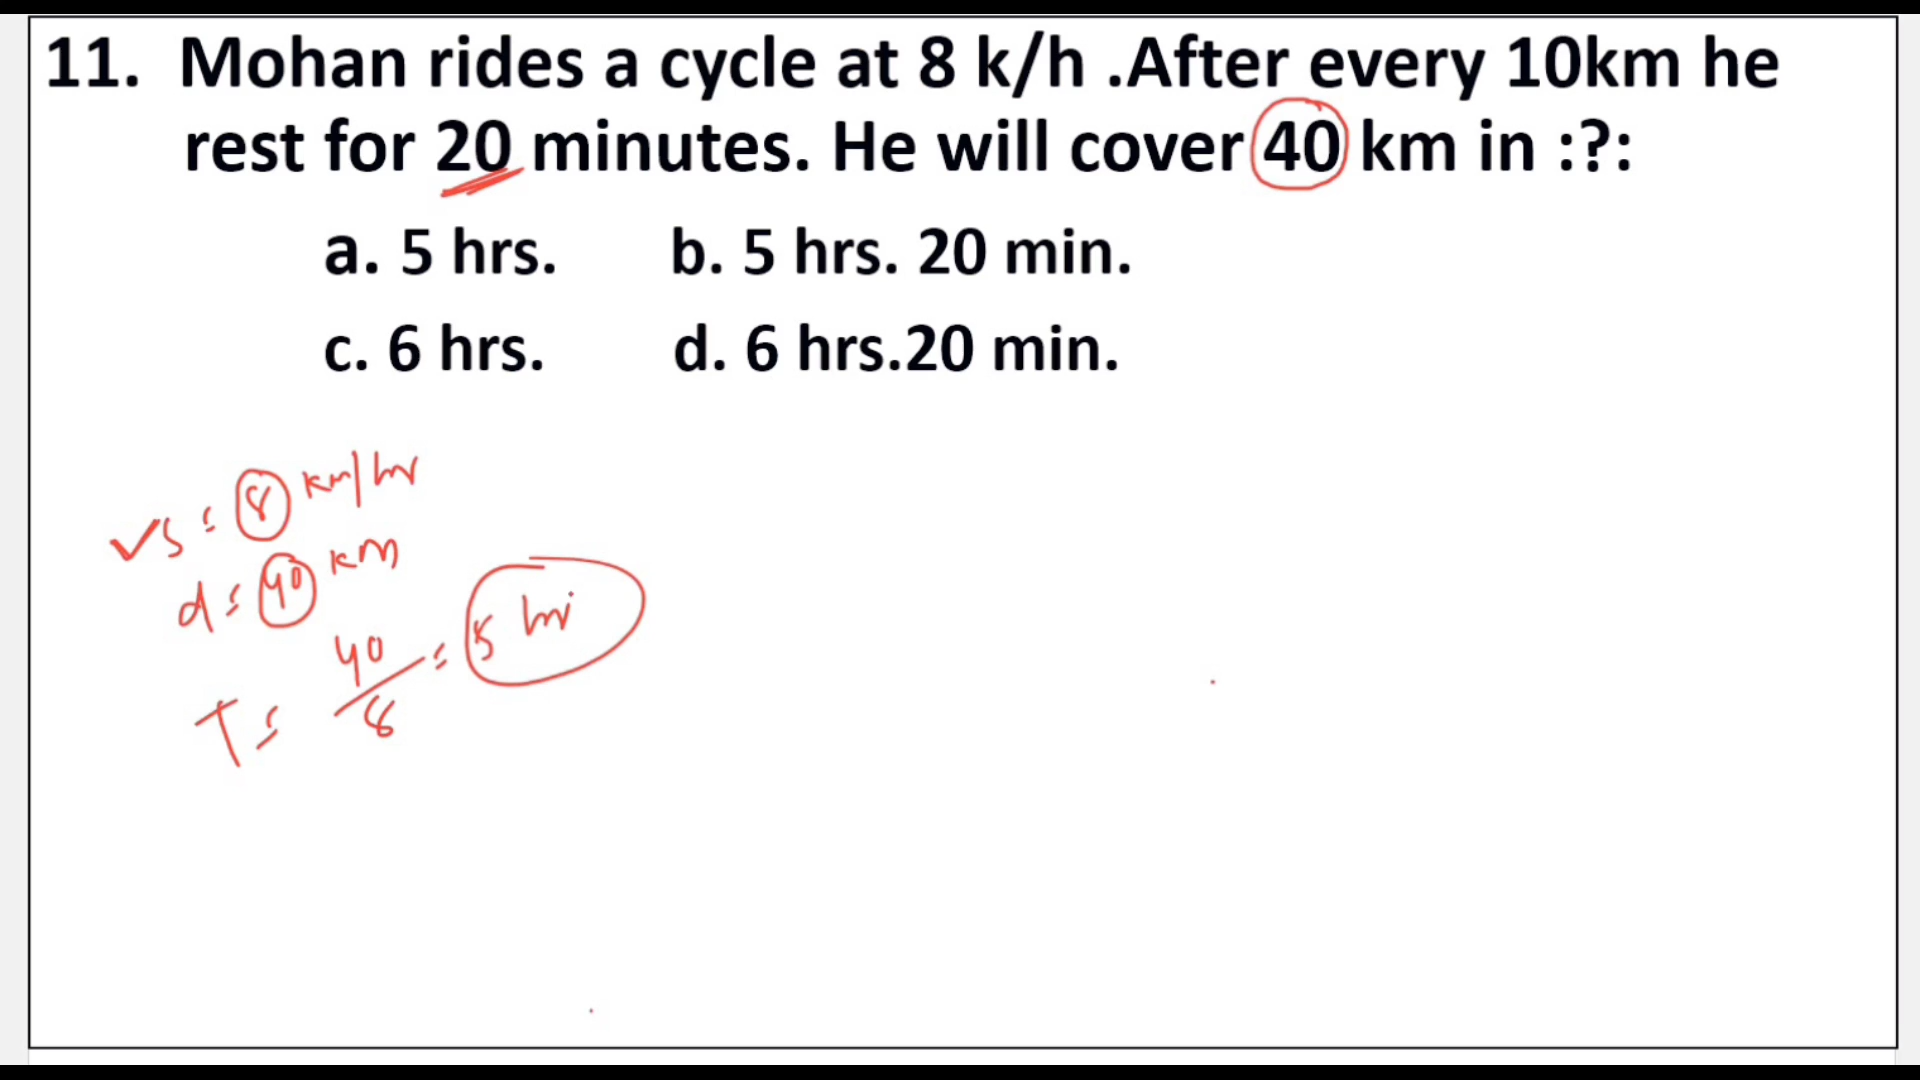 11. Mohan rides a cycle at 8 k/h .After every 10km he
rest for 20 minutes. He will cover 40 km in :?:
a. 5 hrs. b. 5 hrs. 20 min.
c. 6 hrs. d. 6 hrs.20 min.
✓S = 8 km/hr
d = 40 km
T = 40/8 = 5 hr